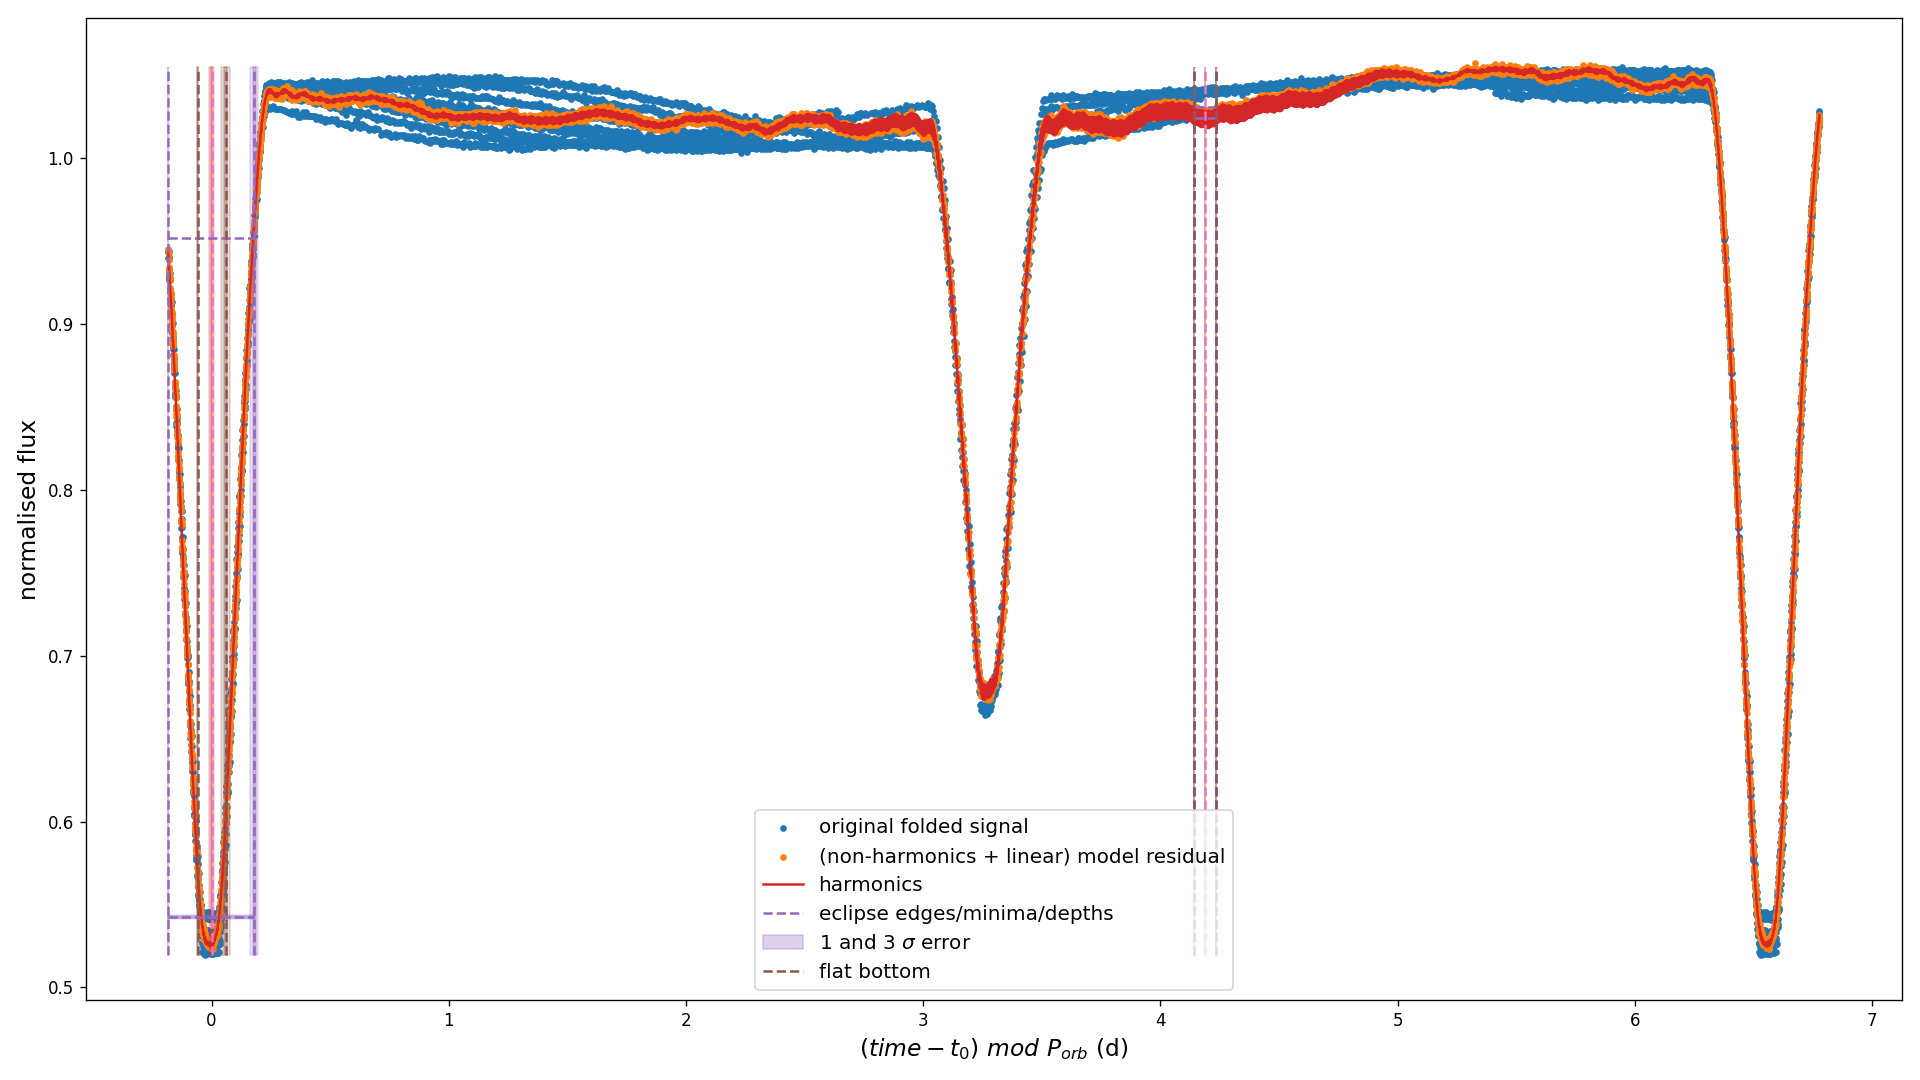 normalised flux
1.0
0.9
0.8
0.7
0.6
0.5
original folded signal
(non-harmonics + linear) model residual
harmonics
eclipse edges/minima/depths
1 and 3 σ error
flat bottom
0 1 2 3 4 5 6 7
(time − t₀) mod Pₒᵣb (d)